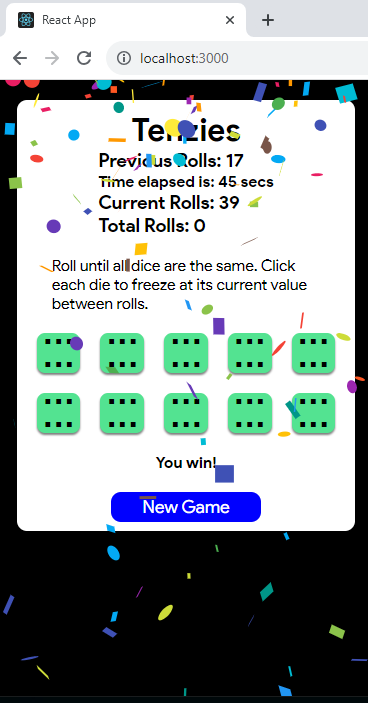 React App
localhost:3000
Tenzies
Previous Rolls: 17
Time elapsed is: 45 secs
Current Rolls: 39
Total Rolls: 0
Roll until all dice are the same. Click
each die to freeze at its current value
between rolls.
You win!
New Game